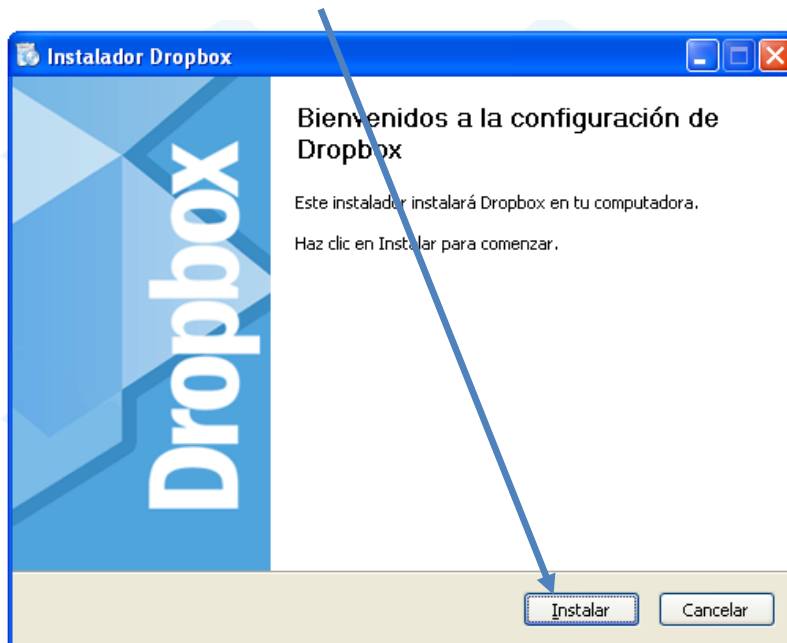 Instalador Dropbox
Bienvenidos a la configuración de
Dropbox
Este instalador instalará Dropbox en tu computadora.
Haz clic en Instalar para comenzar.
Dropbox
Instalar
Cancelar